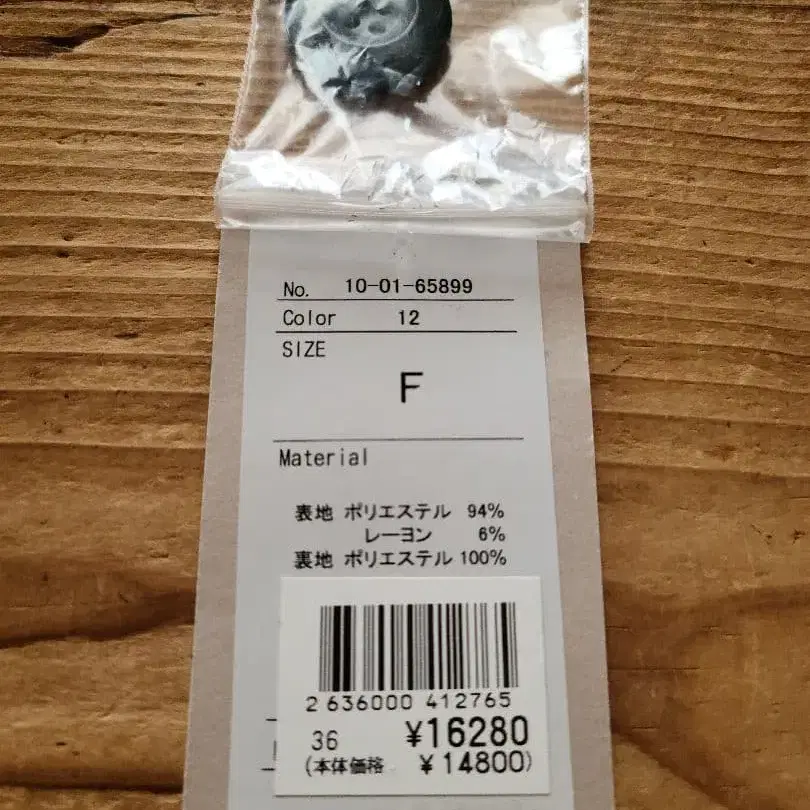 No. 10-01-65899
Color 12
SIZE
F
Material
表地 ポリエステル 94%
レーヨン 6%
裏地 ポリエステル 100%
2 636000 412765
36 ¥16280
(本体価格 ¥14800)